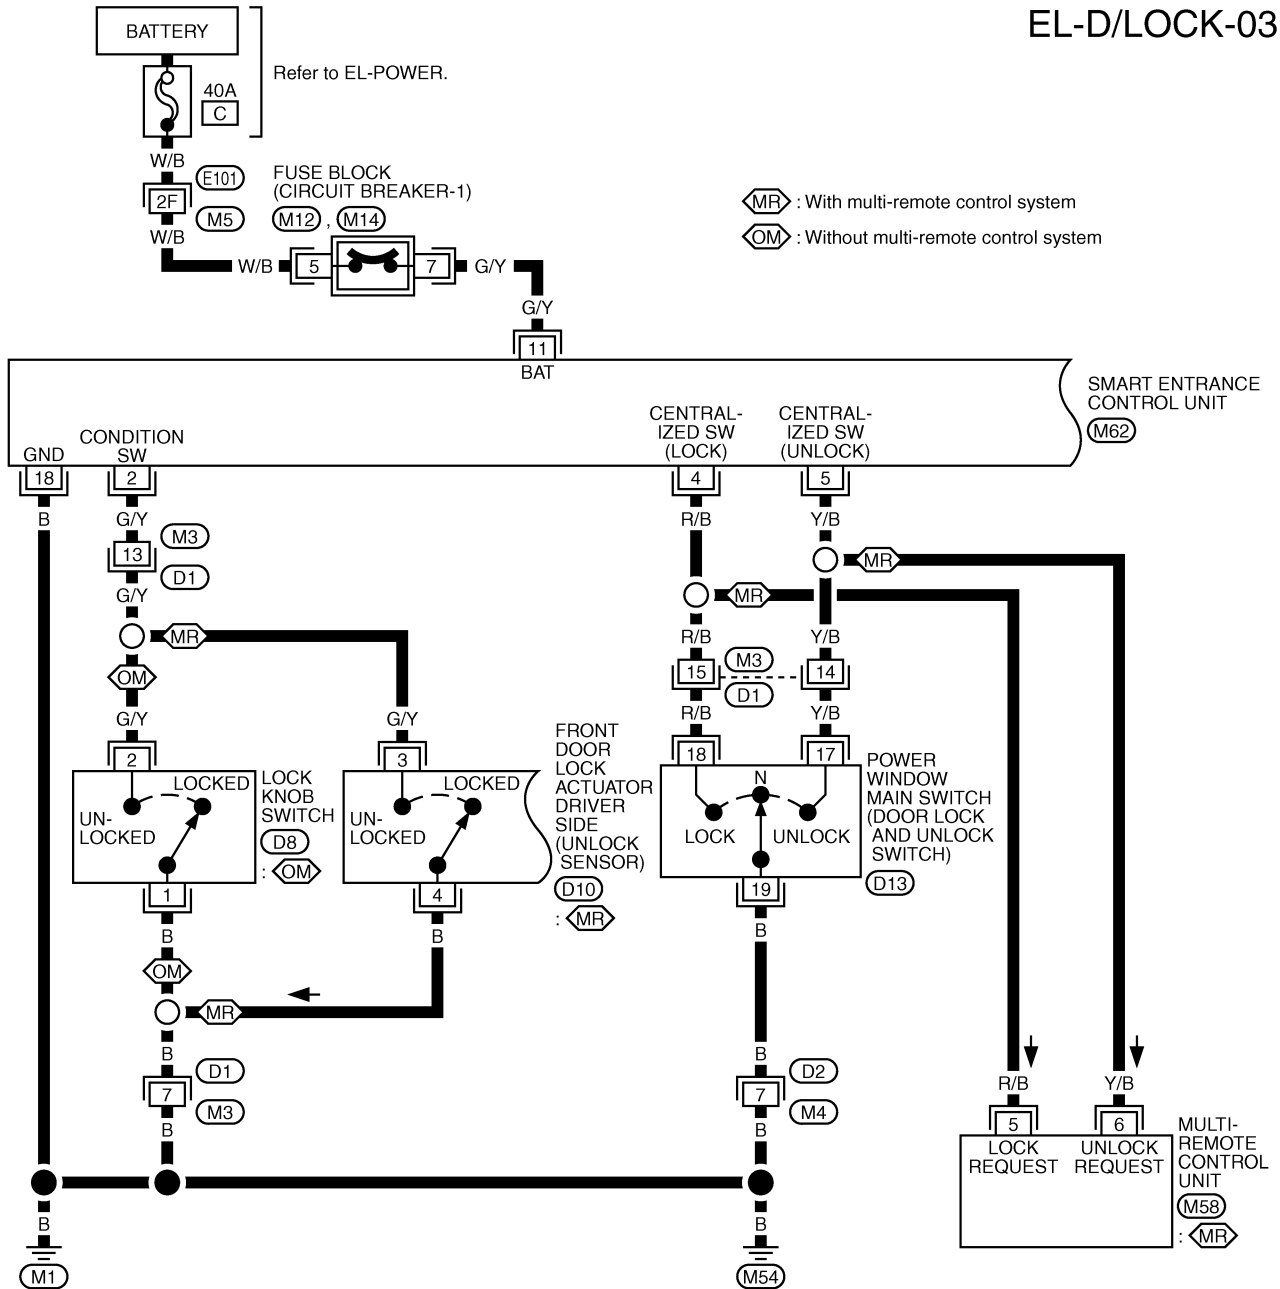 EL-D/LOCK-03
BATTERY
Refer to EL-POWER.
40A
C
W/B
E101
2F
M5
W/B
FUSE BLOCK
(CIRCUIT BREAKER-1)
M12 , M14
W/B
5
7
G/Y
G/Y
MR : With multi-remote control system
OM : Without multi-remote control system
11
BAT
SMART ENTRANCE
CONTROL UNIT
M62
GND
CONDITION
SW
CENTRAL-
IZED SW
(LOCK)
CENTRAL-
IZED SW
(UNLOCK)
18
2
4
5
B
G/Y
R/B
Y/B
M3
13
D1
G/Y
MR
MR
MR
OM
R/B
Y/B
15
M3
14
D1
G/Y
G/Y
R/B
Y/B
2
3
18
17
LOCKED
UN-
LOCKED
LOCK
KNOB
SWITCH
D8
: OM
LOCKED
UN-
LOCKED
FRONT
DOOR
LOCK
ACTUATOR
DRIVER
SIDE
(UNLOCK
SENSOR)
D10
: MR
N
LOCK
UNLOCK
POWER
WINDOW
MAIN SWITCH
(DOOR LOCK
AND UNLOCK
SWITCH)
D13
1
4
19
B
B
B
OM
MR
B
B
D1
7
M3
B
D2
7
M4
B
R/B
Y/B
5
6
LOCK
REQUEST
UNLOCK
REQUEST
MULTI-
REMOTE
CONTROL
UNIT
M58
: MR
B
B
M1
M54